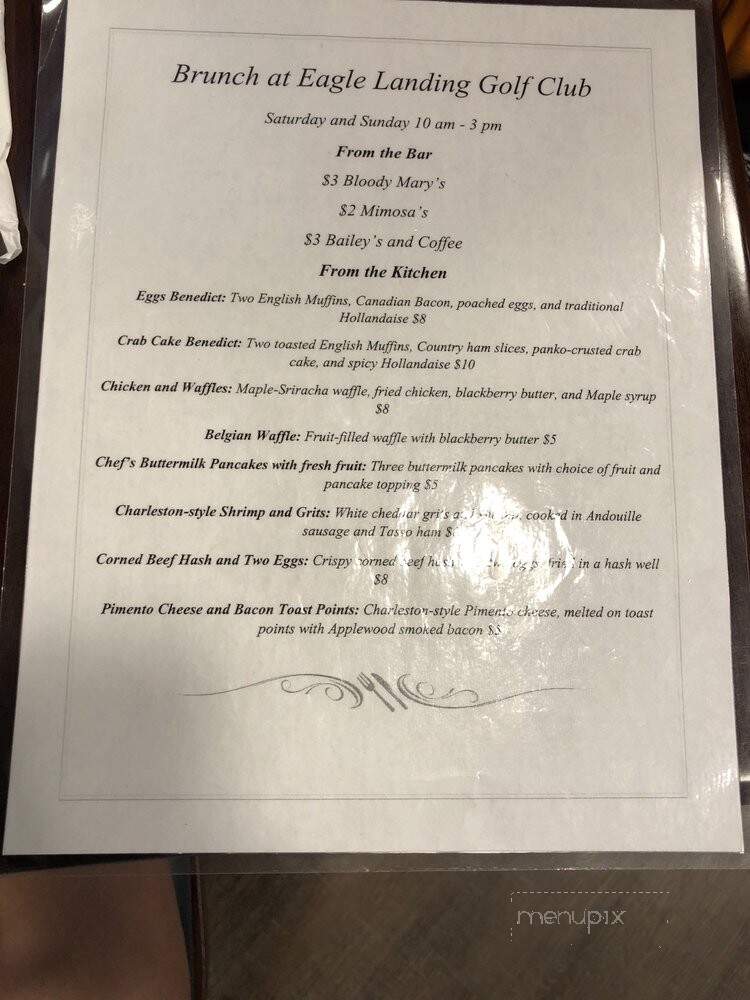 Brunch at Eagle Landing Golf Club
Saturday and Sunday 10 am - 3 pm
From the Bar
$3 Bloody Mary's
$2 Mimosa's
$3 Bailey's and Coffee
From the Kitchen
Eggs Benedict: Two English Muffins, Canadian Bacon, poached eggs, and traditional
Hollandaise $8
Crab Cake Benedict: Two toasted English Muffins, Country ham slices, panko-crusted crab
cake, and spicy Hollandaise $10
Chicken and Waffles: Maple-Sriracha waffle, fried chicken, blackberry butter, and Maple syrup
$8
Belgian Waffle: Fruit-filled waffle with blackberry butter $5
Chef's Buttermilk Pancakes with fresh fruit: Three buttermilk pancakes with choice of fruit and
pancake topping $5
Charleston-style Shrimp and Grits: White cheddar grits cooked in Andouille
sausage and Tasso ham
Corned Beef Hash and Two Eggs: Crispy corned beef in a hash well
$8
Pimento Cheese and Bacon Toast Points: Charleston-style Pimento cheese, melted on toast
points with Applewood smoked bacon $5
menupix